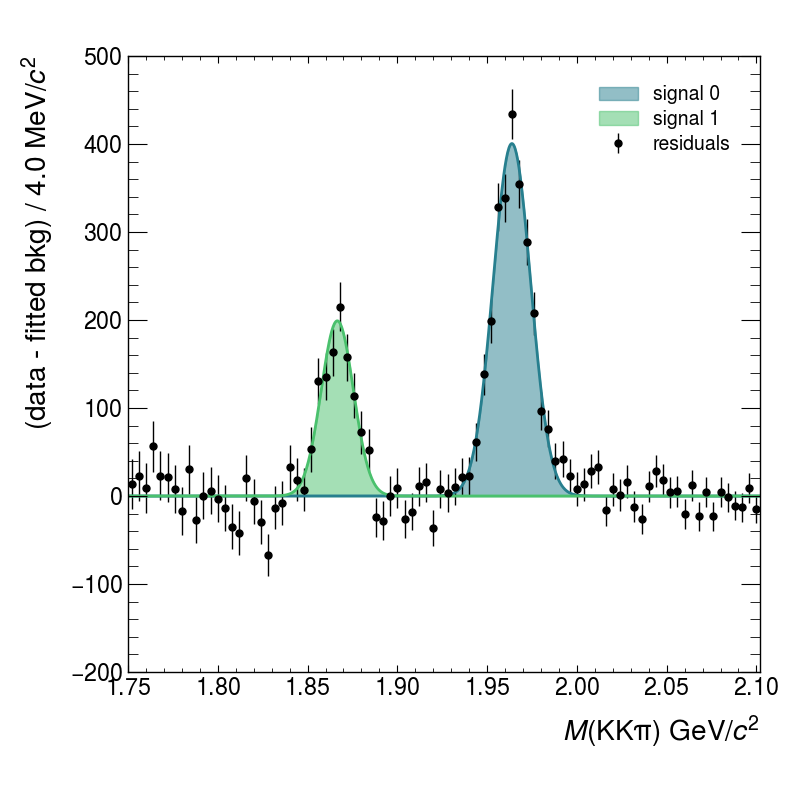 (data - fitted bkg) / 4.0 MeV/c²
500
400
300
200
100
0
−100
−200
signal 0
signal 1
residuals
1.75 1.80 1.85 1.90 1.95 2.00 2.05 2.10
M(KKπ) GeV/c²